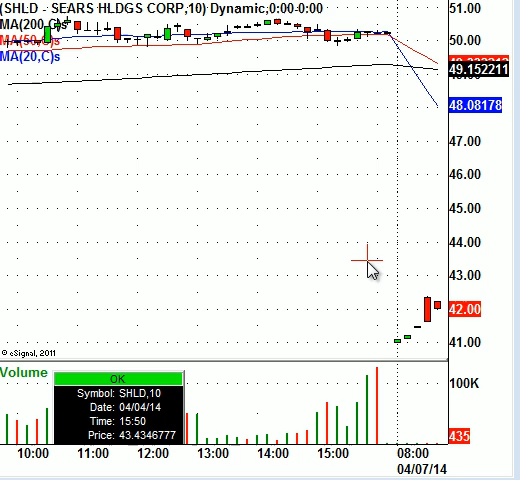 (SHLD - SEARS HLDGS CORP,10) Dynamic,0:00-0:00
MA(200,C)s
MA(50,C)s
MA(20,C)s
51.00
50.00
49.152211
48.08178
47.00
46.00
45.00
44.00
43.00
42.00
41.00
© eSignal, 2011
Volume
OK
Symbol: SHLD,10
Date: 04/04/14
Time: 15:50
Price: 43.4346777
100K
435
10:00 11:00 12:00 13:00 14:00 15:00 08:00
04/07/14